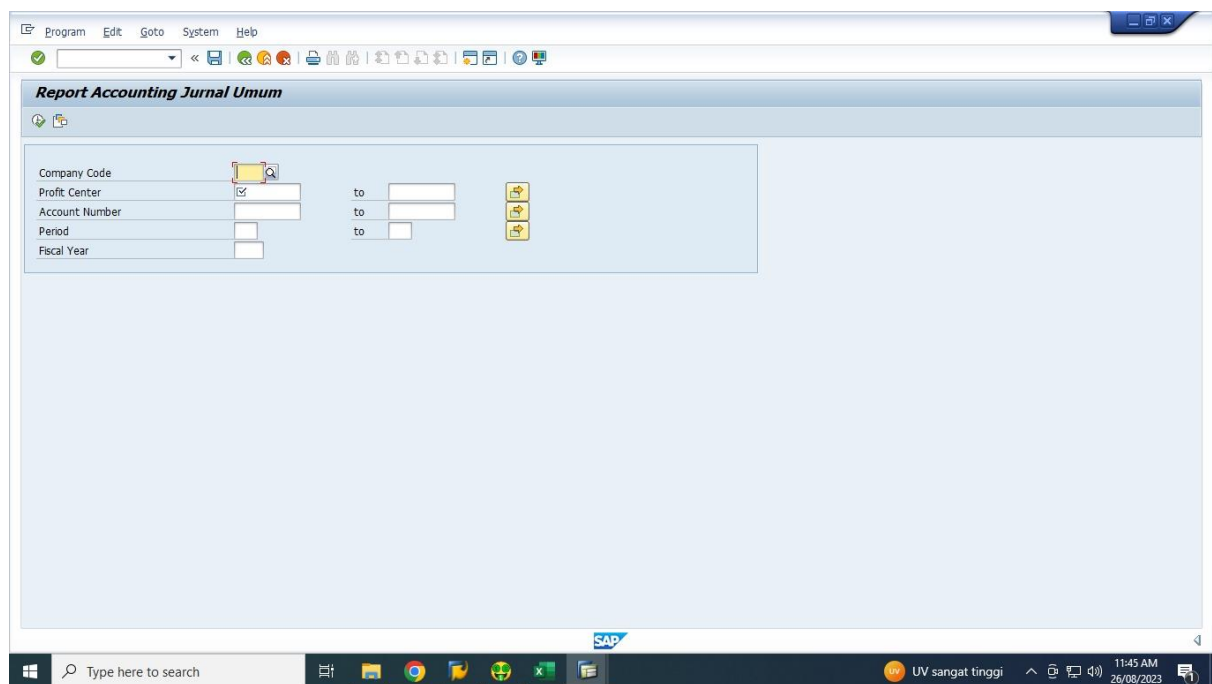 Program Edit Goto System Help
Report Accounting Jurnal Umum
Company Code
Profit Center to
Account Number to
Period to
Fiscal Year
SAP
Type here to search
UV sangat tinggi
11:45 AM
26/08/2023